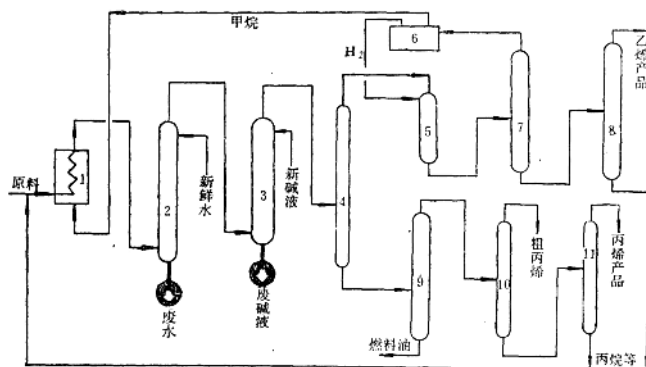 甲烷
H₂
6
乙烯产品
原料
1
2
新鲜水
3
新碱液
4
5
7
8
9
10
粗丙烯
11
丙烯产品
废水
废碱液
燃料油
丙烷等